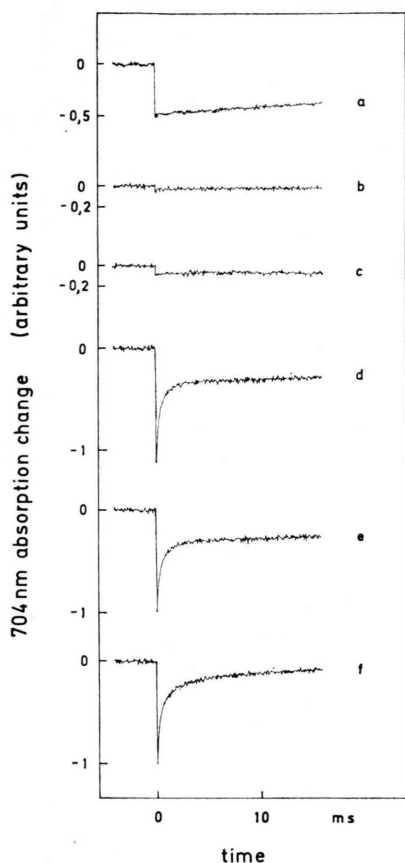 0
-0,5
a
0
-0,2
b
0
-0,2
c
0
-1
d
0
-1
e
0
-1
f
704 nm absorption change (arbitrary units)
0 10 ms
time